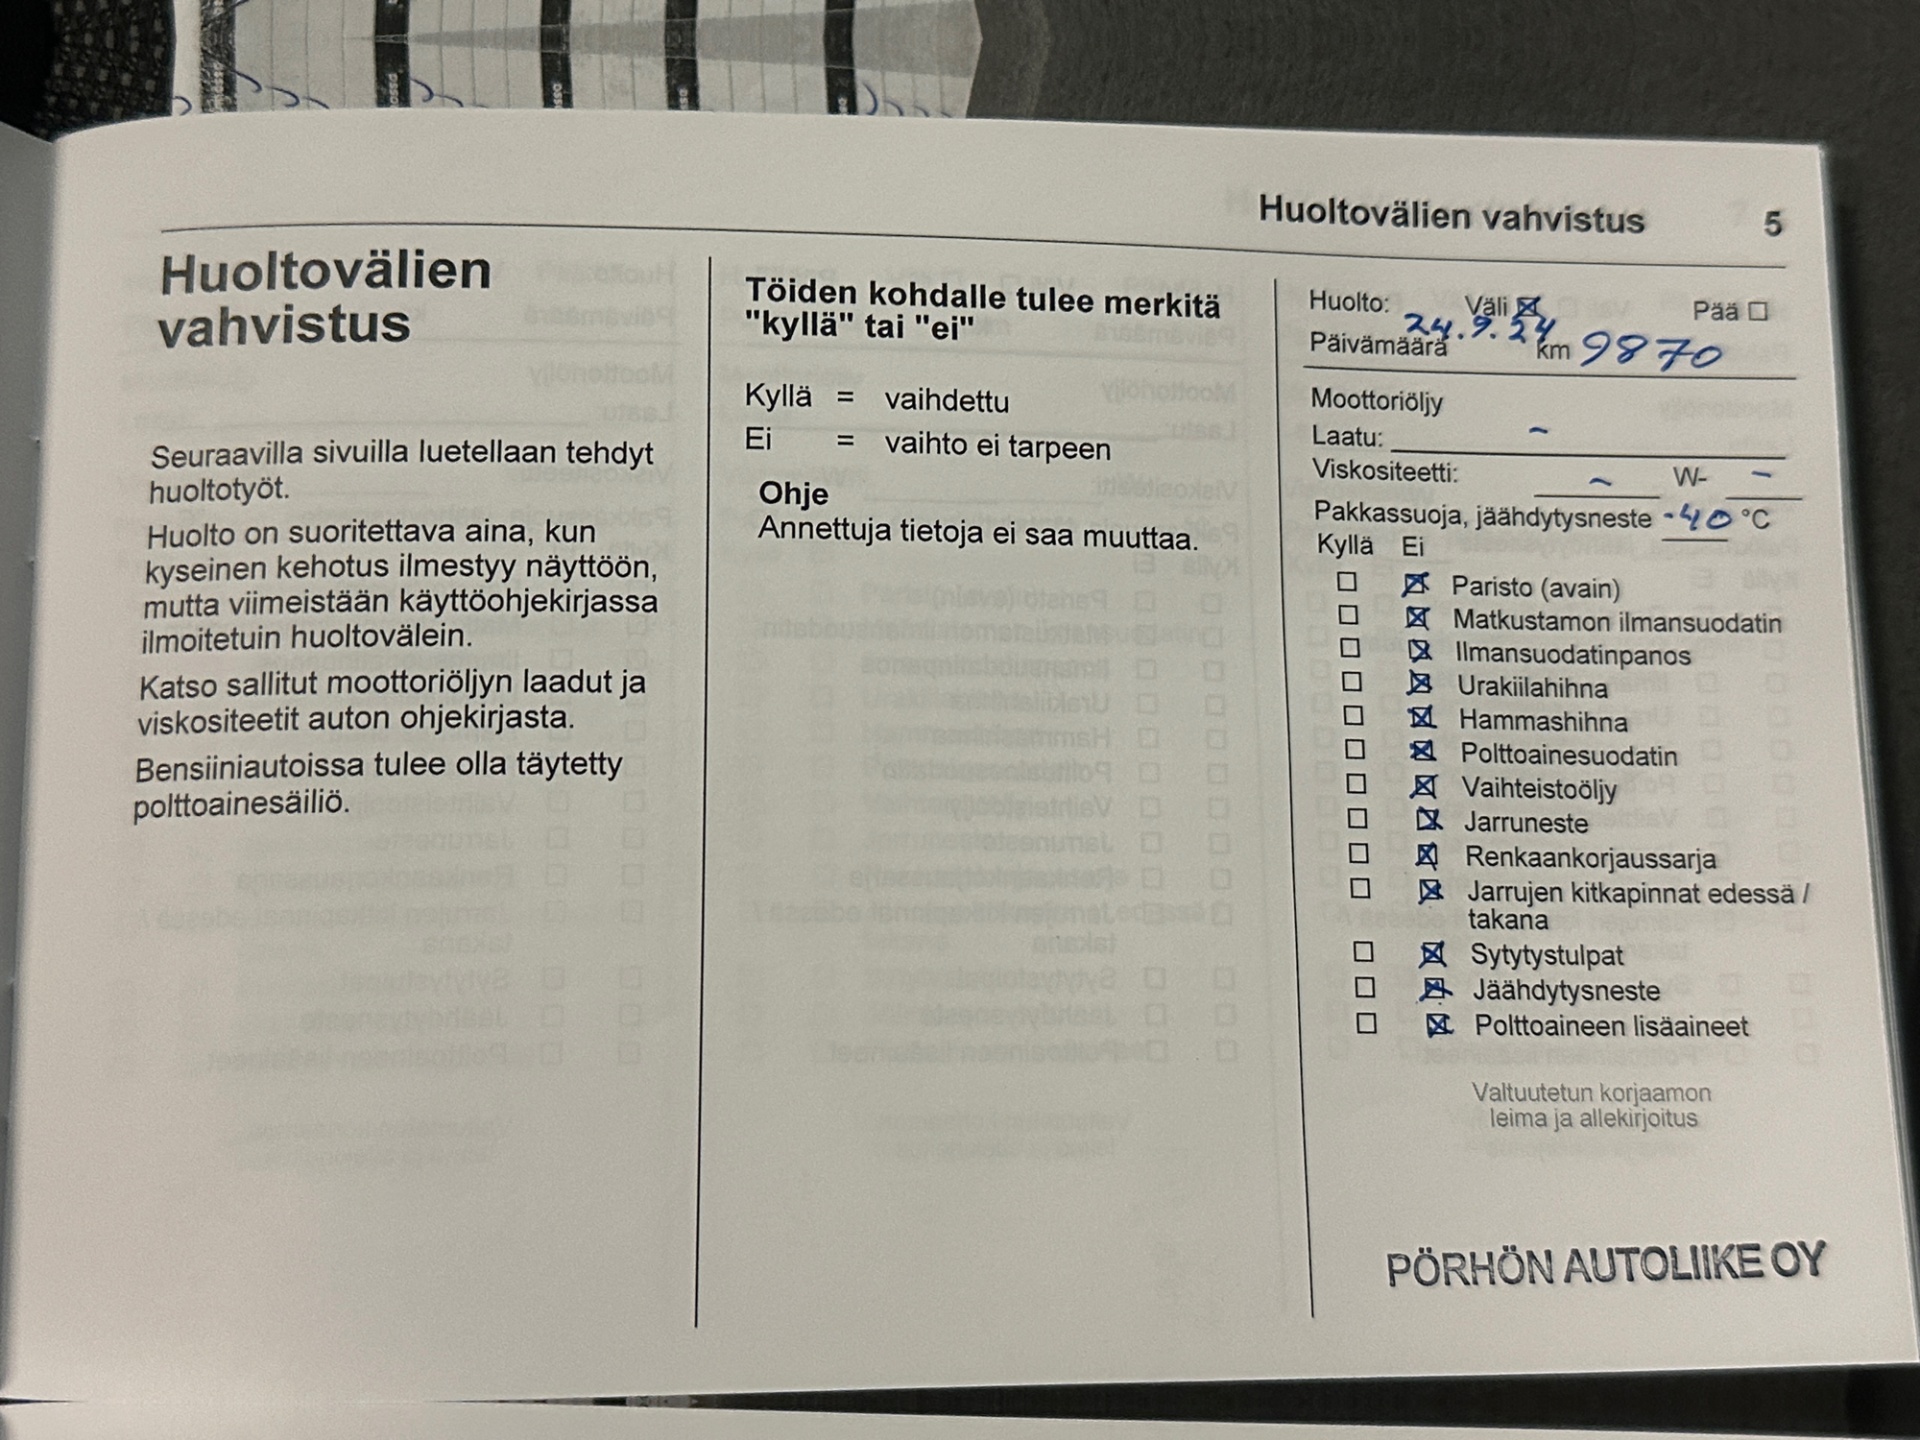 Huoltovälien vahvistus 5
Huoltovälien
vahvistus
Seuraavilla sivuilla luetellaan tehdyt
huoltotyöt.
Huolto on suoritettava aina, kun
kyseinen kehotus ilmestyy näyttöön,
mutta viimeistään käyttöohjekirjassa
ilmoitetuin huoltovälein.
Katso sallitut moottoriöljyn laadut ja
viskositeetit auton ohjekirjasta.
Bensiiniautoissa tulee olla täytetty
polttoainesäiliö.
Töiden kohdalle tulee merkitä
"kyllä" tai "ei"
Kyllä = vaihdettu
Ei = vaihto ei tarpeen
Ohje
Annettuja tietoja ei saa muuttaa.
Huolto: Väli ☒ Pää ☐
Päivämäärä 24.9.24 km 9870
Moottoriöljy
Laatu: ~
Viskositeetti: ~ W- ~
Pakkassuoja, jäähdytysneste -40 °C
Kyllä Ei
☐ ☒ Paristo (avain)
☐ ☒ Matkustamon ilmansuodatin
☐ ☒ Ilmansuodatinpanos
☐ ☒ Urakiilahihna
☐ ☒ Hammashihna
☐ ☒ Polttoainesuodatin
☐ ☒ Vaihteistoöljy
☐ ☒ Jarruneste
☐ ☒ Renkaankorjaussarja
☐ ☒ Jarrujen kitkapinnat edessä /
takana
☐ ☒ Sytytystulpat
☐ ☒ Jäähdytysneste
☐ ☒ Polttoaineen lisäaineet
Valtuutetun korjaamon
leima ja allekirjoitus
PÖRHÖN AUTOLIIKE OY